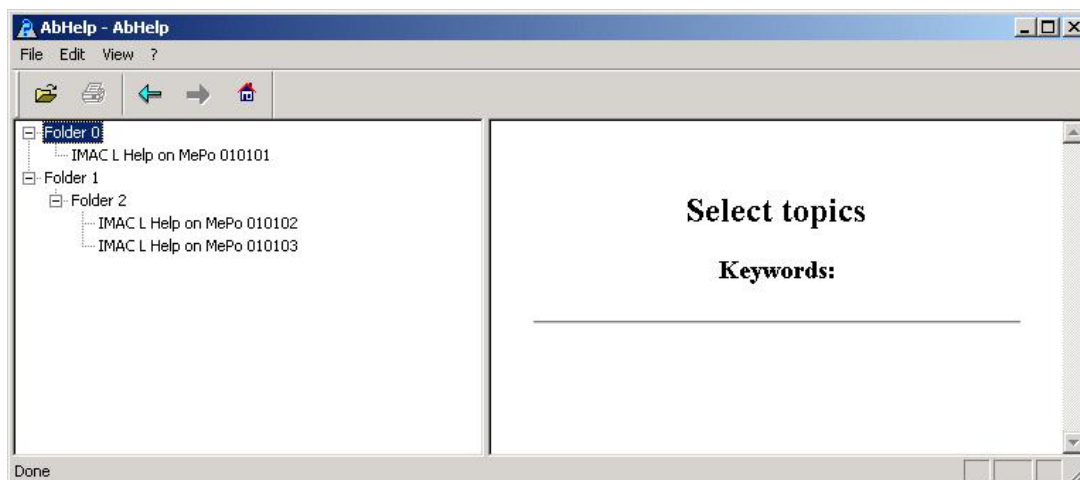 AbHelp - AbHelp
File Edit View ?
Folder 0
IMAC L Help on MePo 010101
Folder 1
Folder 2
IMAC L Help on MePo 010102
IMAC L Help on MePo 010103
Select topics
Keywords:
Done